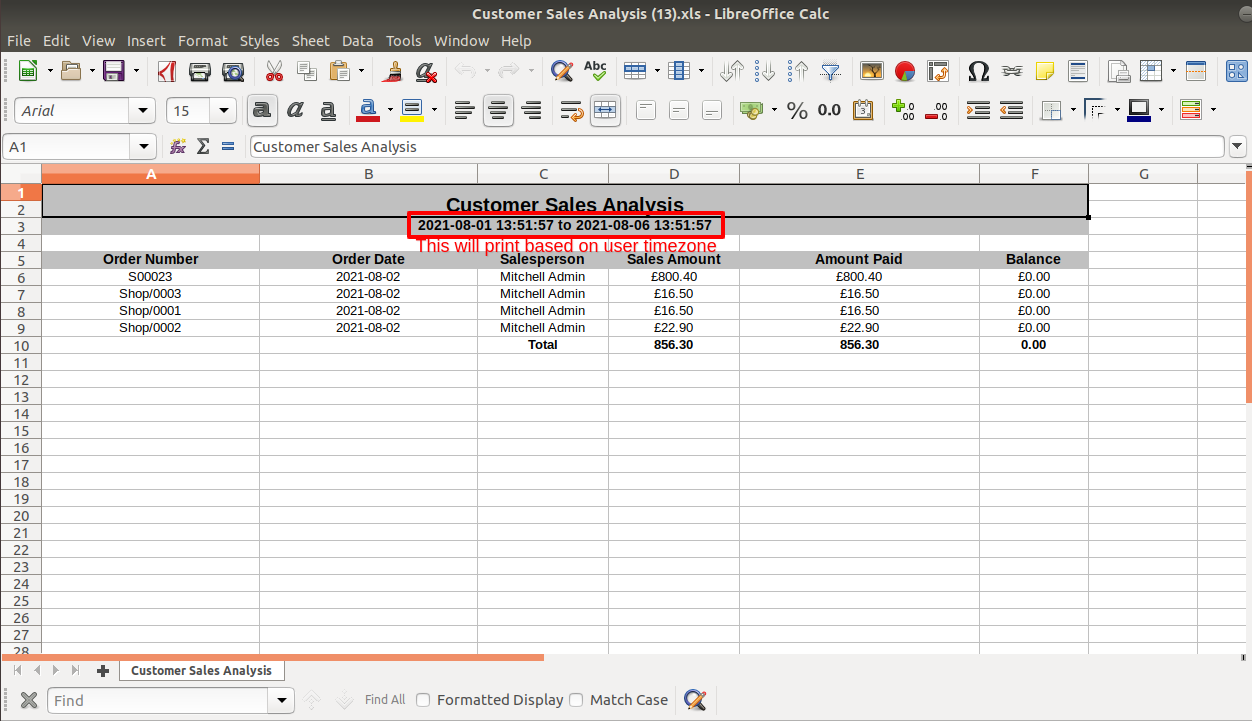 Customer Sales Analysis (13).xls - LibreOffice Calc
File Edit View Insert Format Styles Sheet Data Tools Window Help
Abc
Arial 15 a a a a % 0.0 3 .00 .00
A1 fx Σ = Customer Sales Analysis
A B C D E F G
1
2 Customer Sales Analysis
3 2021-08-01 13:51:57 to 2021-08-06 13:51:57
4 This will print based on user timezone
5 Order Number Order Date Salesperson Sales Amount Amount Paid Balance
6 S00023 2021-08-02 Mitchell Admin £800.40 £800.40 £0.00
7 Shop/0003 2021-08-02 Mitchell Admin £16.50 £16.50 £0.00
8 Shop/0001 2021-08-02 Mitchell Admin £16.50 £16.50 £0.00
9 Shop/0002 2021-08-02 Mitchell Admin £22.90 £22.90 £0.00
10 Total 856.30 856.30 0.00
11
12
13
14
15
16
17
18
19
20
21
22
23
24
25
26
27
28
Customer Sales Analysis
Find Find All Formatted Display Match Case